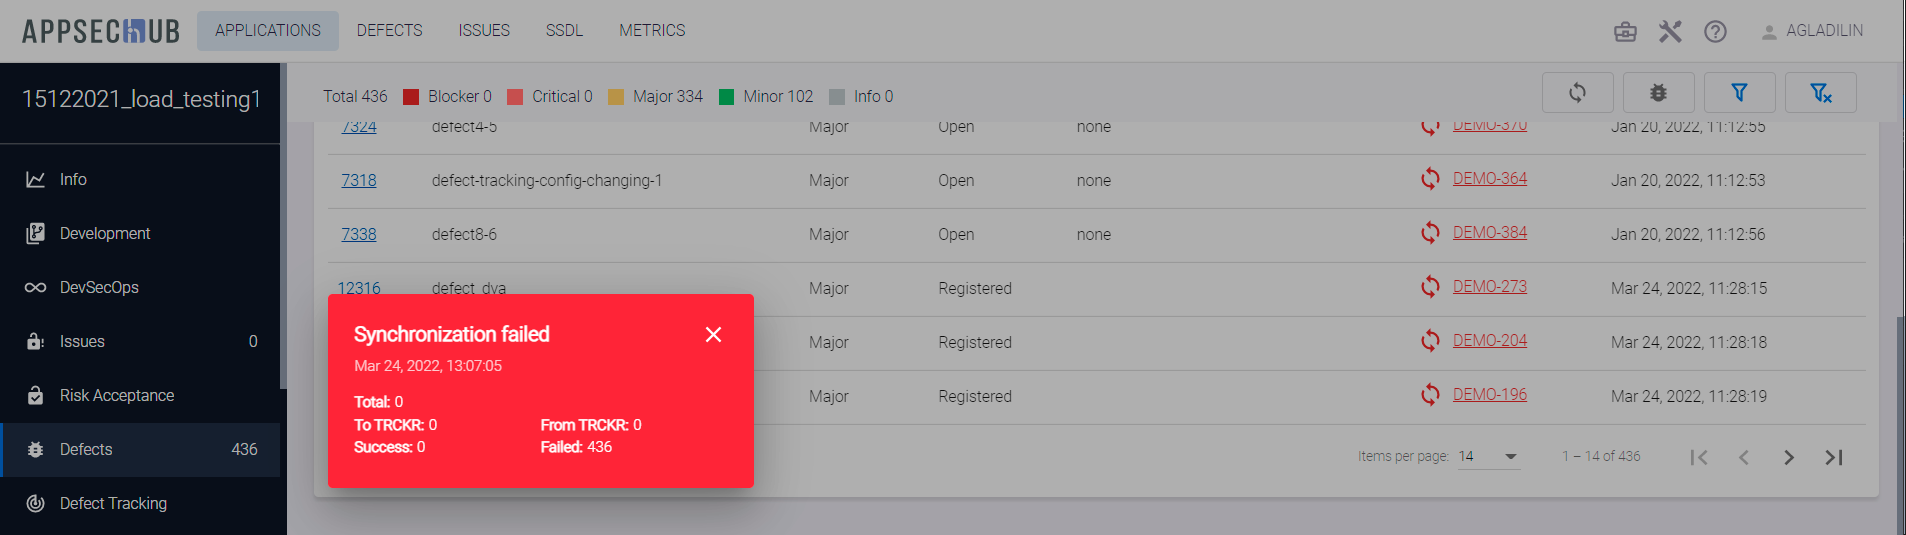 APPSECHUB APPLICATIONS DEFECTS ISSUES SSDL METRICS AGLADILIN
15122021_load_testing1
Info
Development
DevSecOps
Issues 0
Risk Acceptance
Defects 436
Defect Tracking
Total 436 Blocker 0 Critical 0 Major 334 Minor 102 Info 0
7324 defect4-5 Major Open none DEMO-370 Jan 20, 2022, 11:12:55
7318 defect-tracking-config-changing-1 Major Open none DEMO-364 Jan 20, 2022, 11:12:53
7338 defect8-6 Major Open none DEMO-384 Jan 20, 2022, 11:12:56
12316 defect_dva Major Registered DEMO-273 Mar 24, 2022, 11:28:15
Major Registered DEMO-204 Mar 24, 2022, 11:28:18
Major Registered DEMO-196 Mar 24, 2022, 11:28:19
Synchronization failed
Mar 24, 2022, 13:07:05
Total: 0
To TRCKR: 0 From TRCKR: 0
Success: 0 Failed: 436
Items per page: 14 1 – 14 of 436